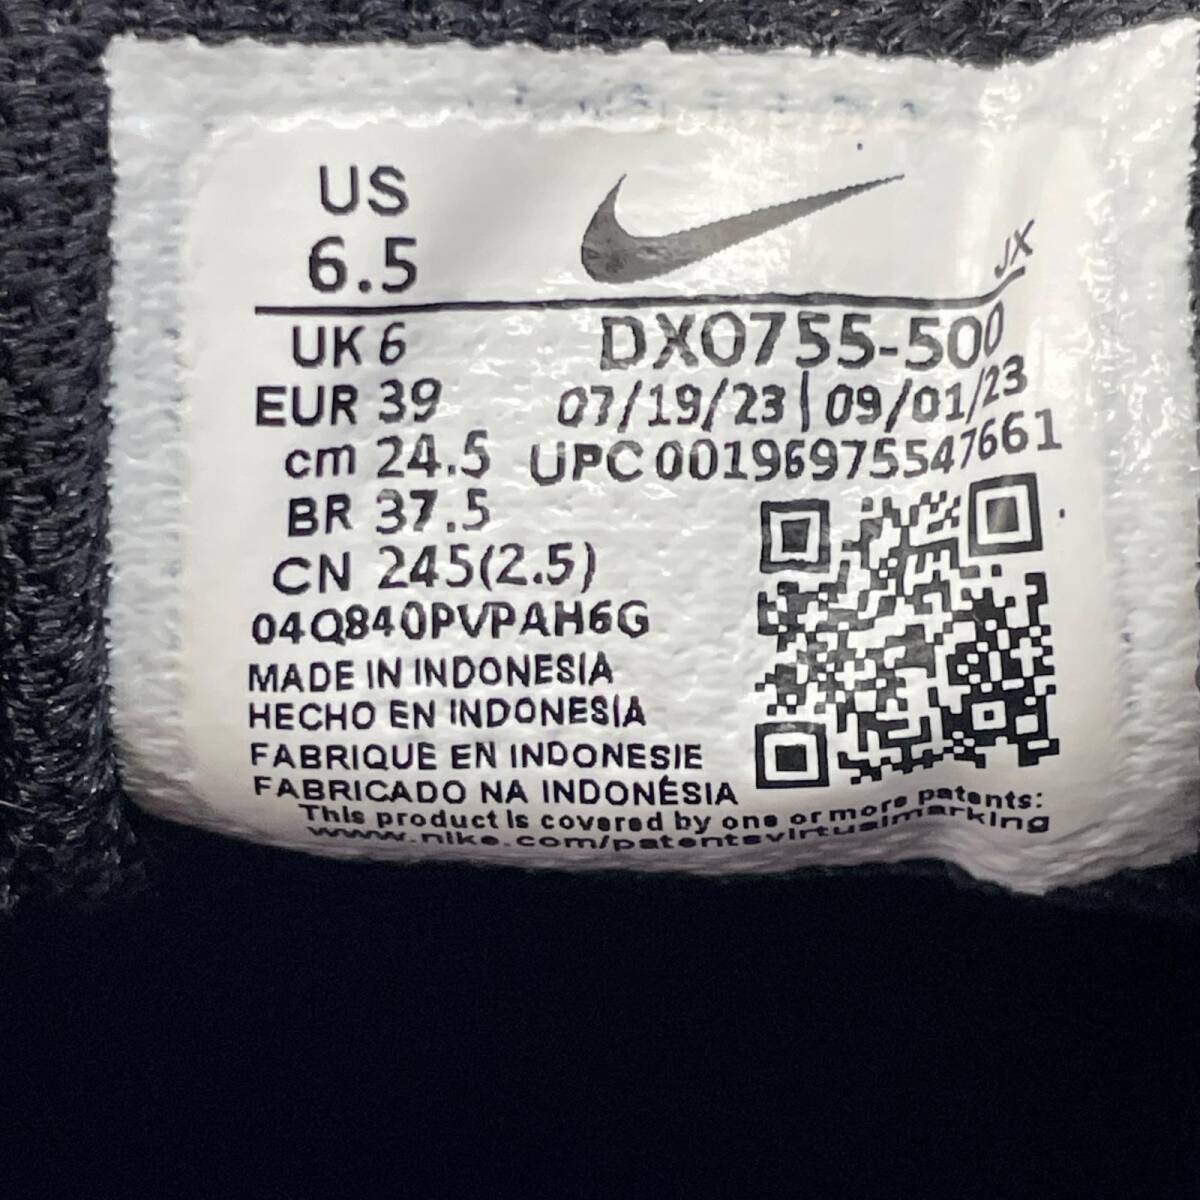 US
6.5
JX
UK 6
DX0755-500
EUR 39
07/19/23 | 09/01/23
cm 24.5
UPC 00196975547661
BR 37.5
CN 245(2.5)
04Q840PVPAH6G
MADE IN INDONESIA
HECHO EN INDONESIA
FABRIQUE EN INDONESIE
FABRICADO NA INDONÉSIA
This product is covered by one or more patents:
www.nike.com/patentsvirtualmarking